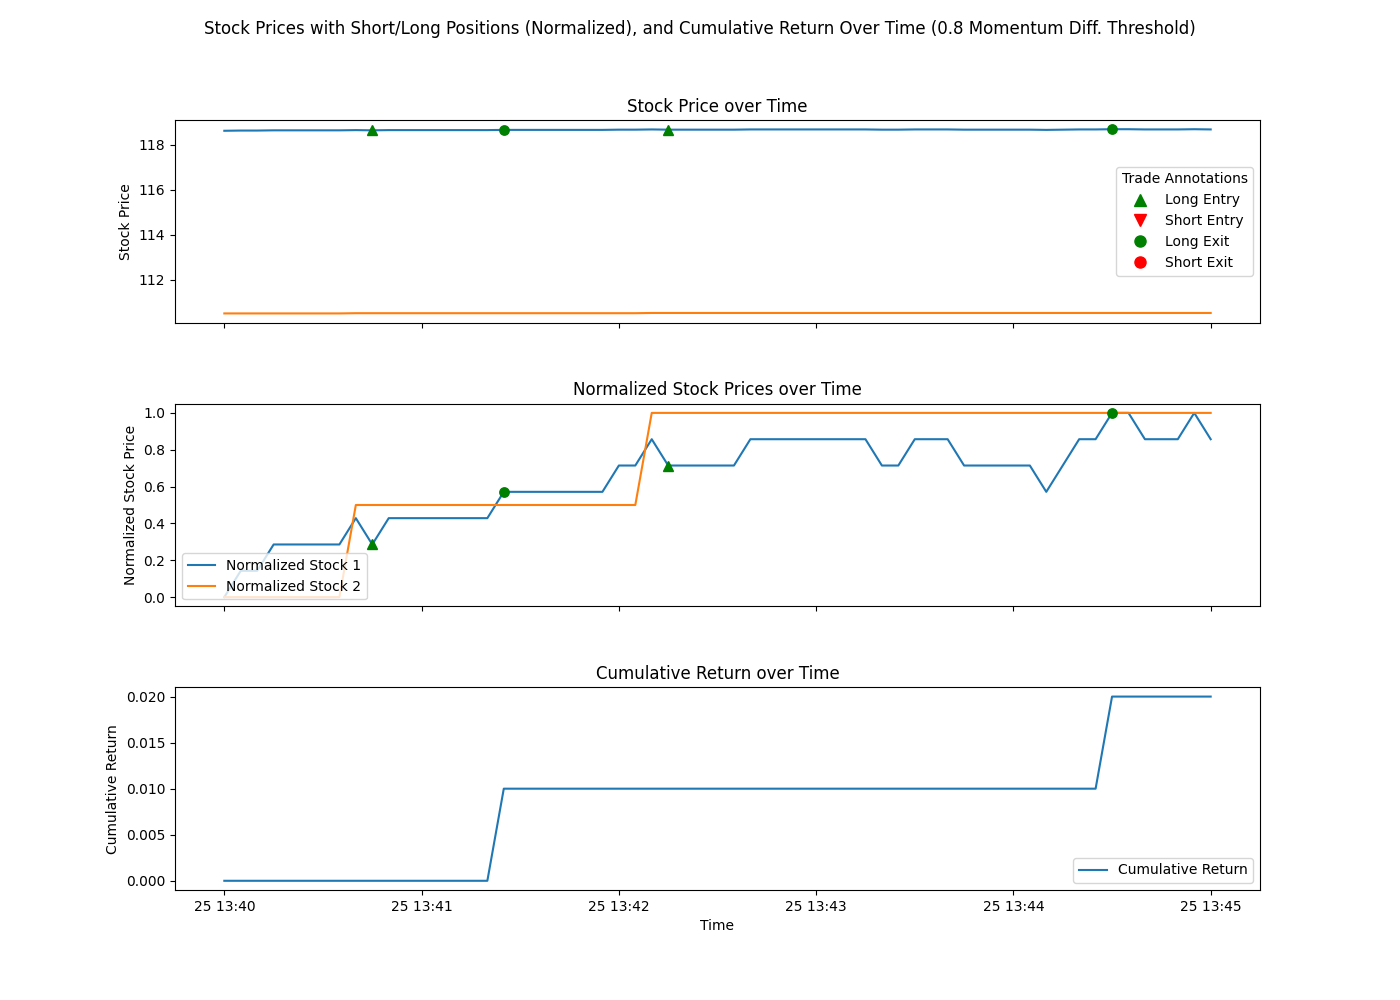 Stock Prices with Short/Long Positions (Normalized), and Cumulative Return Over Time (0.8 Momentum Diff. Threshold)
Stock Price over Time
Stock Price
118
116
114
112
Trade Annotations
Long Entry
Short Entry
Long Exit
Short Exit
Normalized Stock Prices over Time
Normalized Stock Price
1.0
0.8
0.6
0.4
0.2
0.0
Normalized Stock 1
Normalized Stock 2
Cumulative Return over Time
Cumulative Return
0.020
0.015
0.010
0.005
0.000
Cumulative Return
25 13:40
25 13:41
25 13:42
25 13:43
25 13:44
25 13:45
Time